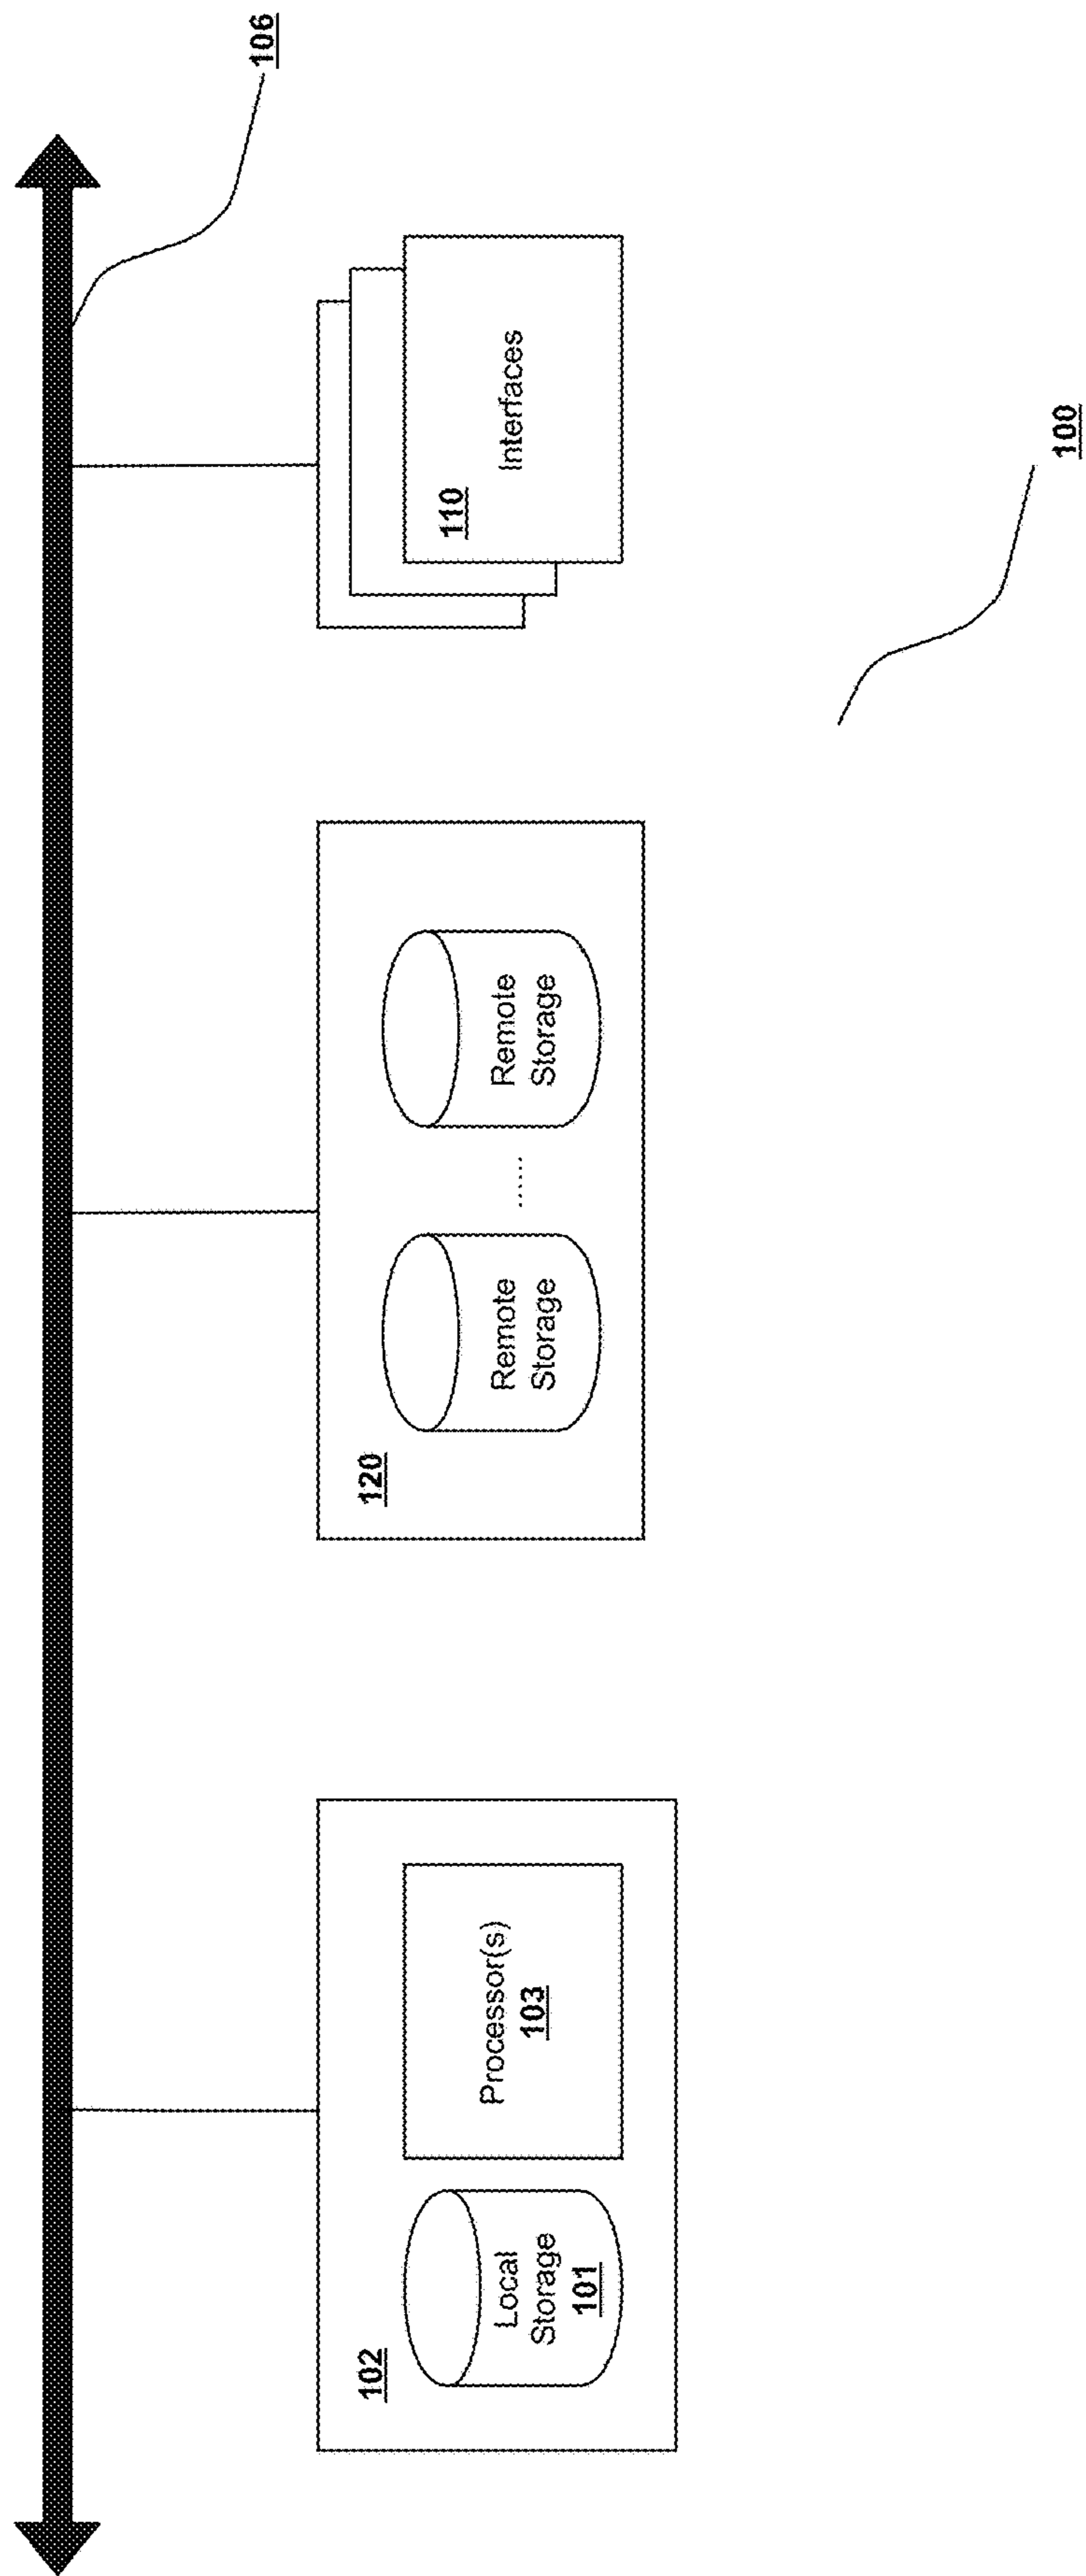 106
102
Local
Storage
101
Processor(s)
103
120
Remote
Storage
......
Remote
Storage
110
Interfaces
100